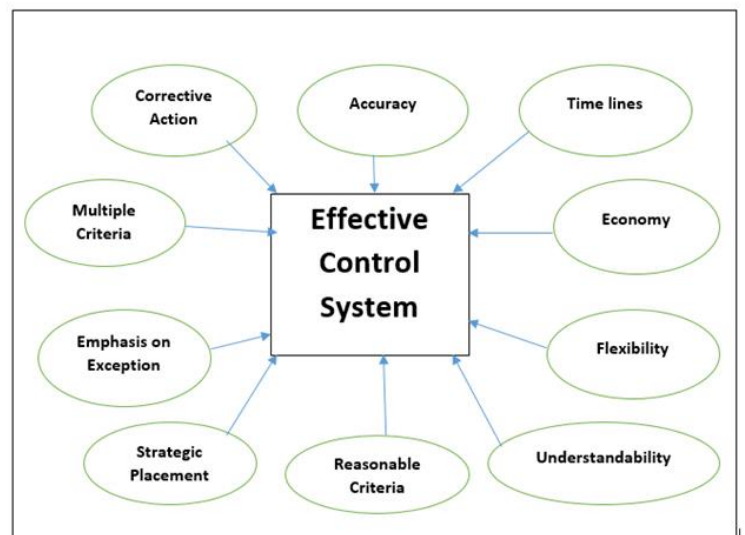 Corrective
Action
Accuracy
Time lines
Multiple
Criteria
Effective
Control
System
Economy
Emphasis on
Exception
Flexibility
Strategic
Placement
Reasonable
Criteria
Understandability